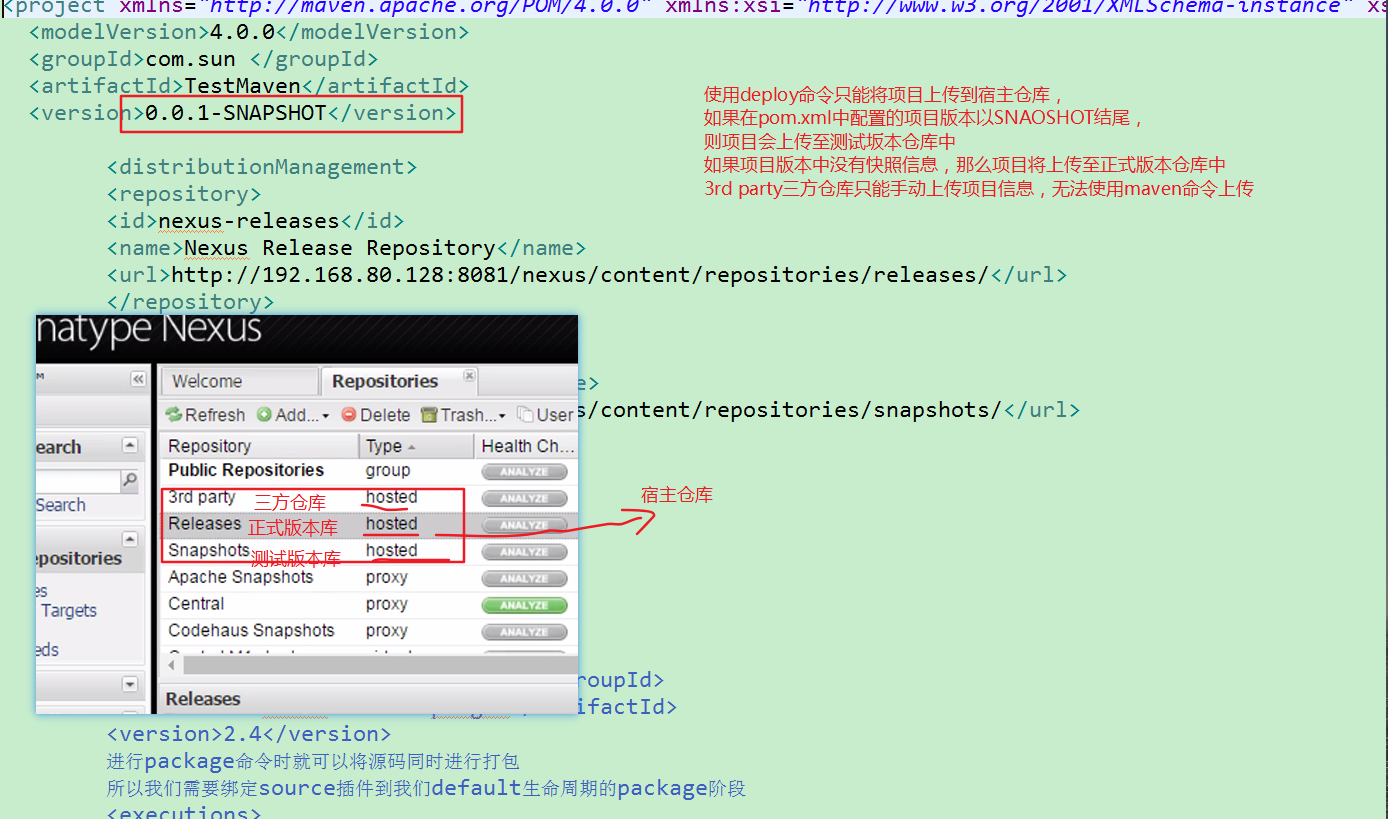 <project xmlns="http://maven.apache.org/POM/4.0.0" xmlns:xsi="http://www.w3.org/2001/XMLSchema-instance" xs
<modelVersion>4.0.0</modelVersion>
<groupId>com.sun </groupId>
<artifactId>TestMaven</artifactId>
<version>0.0.1-SNAPSHOT</version>
使用deploy命令只能将项目上传到宿主仓库，
如果在pom.xml中配置的项目版本以SNAOSHOT结尾，
则项目会上传至测试坂本仓库中
如果项目版本中没有快照信息，那么项目将上传至正式版本仓库中
3rd party三方仓库只能手动上传项目信息，无法使用maven命令上传
<distributionManagement>
<repository>
<id>nexus-releases</id>
<name>Nexus Release Repository</name>
<url>http://192.168.80.128:8081/nexus/content/repositories/releases/</url>
</repository>
natype Nexus
™
Welcome
Repositories
e>
Refresh Add... Delete Trash... User
s/content/repositories/snapshots/</url>
earch
Search
epositories
es
Targets
eds
Repository Type Health Ch...
Public Repositories group ANALYZE
3rd party 三方仓库 hosted ANALYZE
宿主仓库
Releases 正式版本库 hosted ANALYZE
Snapshots 测试版本库 hosted ANALYZE
Apache Snapshots proxy ANALYZE
Central proxy ANALYZE
Codehaus Snapshots proxy ANALYZE
Releases
roupId>
ifactId>
<version>2.4</version>
进行package命令时就可以将源码同时进行打包
所以我们需要绑定source插件到我们default生命周期的package阶段
<executions>